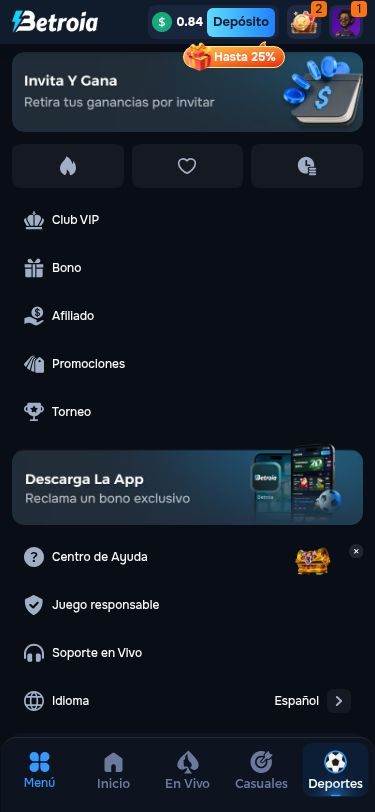 Betroia
$ 0.84 Depósito
2
1
Hasta 25%
Invita Y Gana
Retira tus ganancias por invitar
Club VIP
Bono
Afiliado
Promociones
Torneo
Descarga La App
Reclama un bono exclusivo
Betroia
Betroia
Centro de Ayuda
Juego responsable
Soporte en Vivo
Idioma
Español
Menú
Inicio
En Vivo
Casuales
Deportes